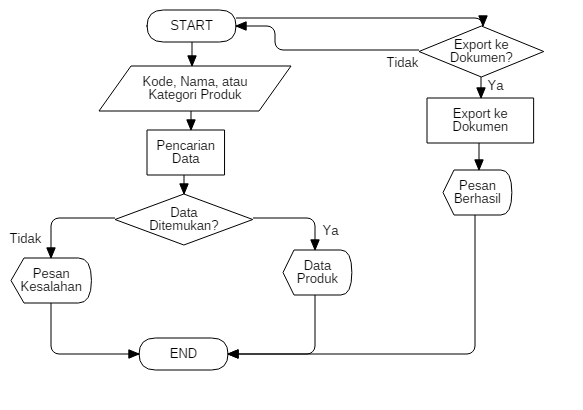 START
Export ke
Dokumen?
Tidak
Ya
Kode, Nama, atau
Kategori Produk
Export ke
Dokumen
Pencarian
Data
Pesan
Berhasil
Data
Ditemukan?
Tidak
Ya
Pesan
Kesalahan
Data
Produk
END